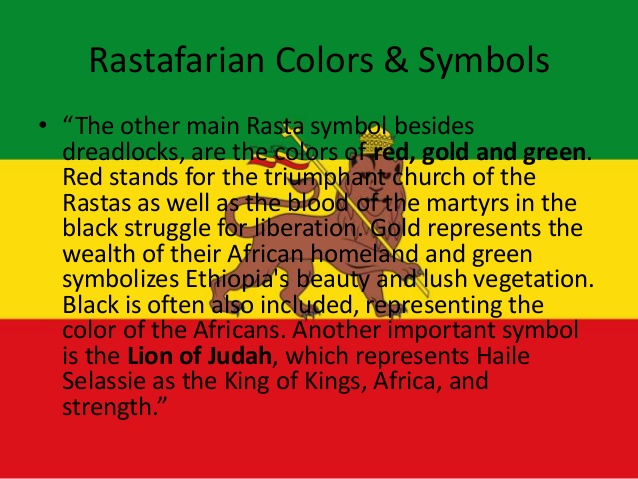 Rastafarian Colors & Symbols
• “The other main Rasta symbol besides
dreadlocks, are the colors of red, gold and green.
Red stands for the triumphant church of the
Rastas as well as the blood of the martyrs in the
black struggle for liberation. Gold represents the
wealth of their African homeland and green
symbolizes Ethiopia's beauty and lush vegetation.
Black is often also included, representing the
color of the Africans. Another important symbol
is the Lion of Judah, which represents Haile
Selassie as the King of Kings, Africa, and
strength.”